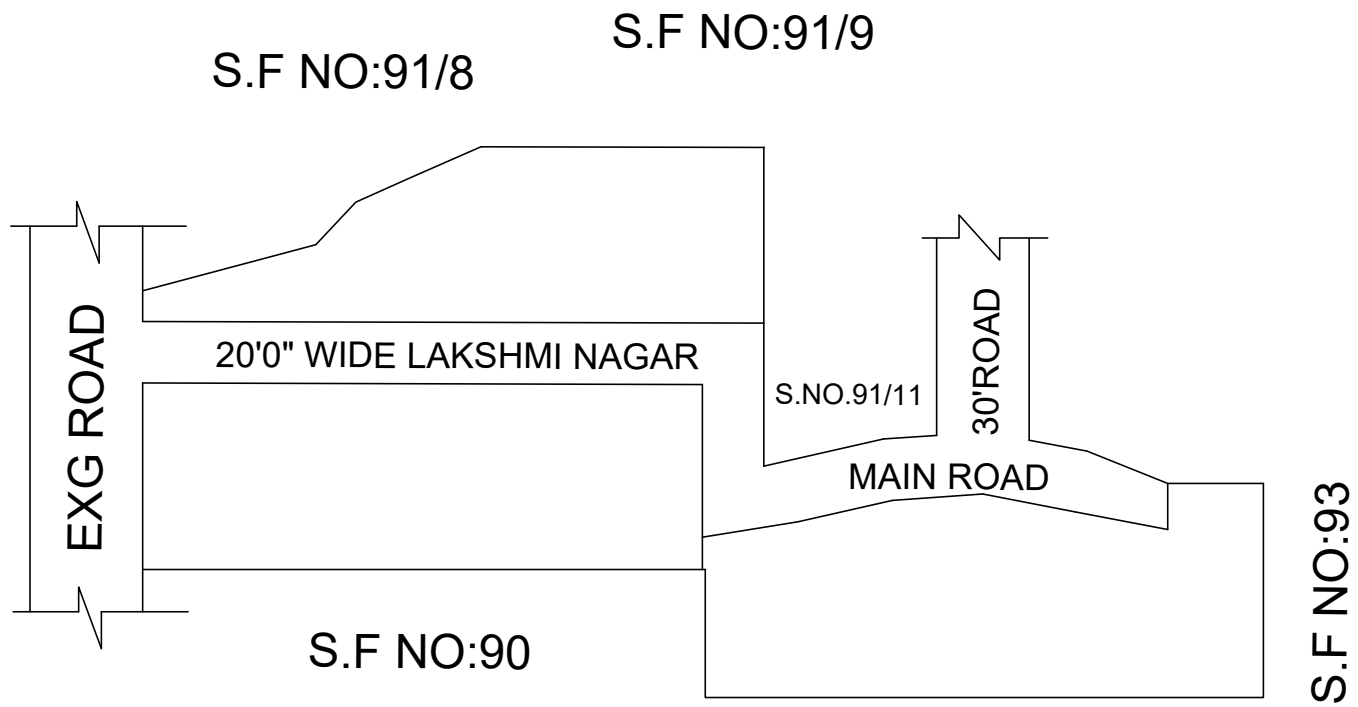 S.F NO:91/9
S.F NO:91/8
20'0" WIDE LAKSHMI NAGAR
30'ROAD
S.NO.91/11
EXG ROAD
MAIN ROAD
S.F NO:93
S.F NO:90